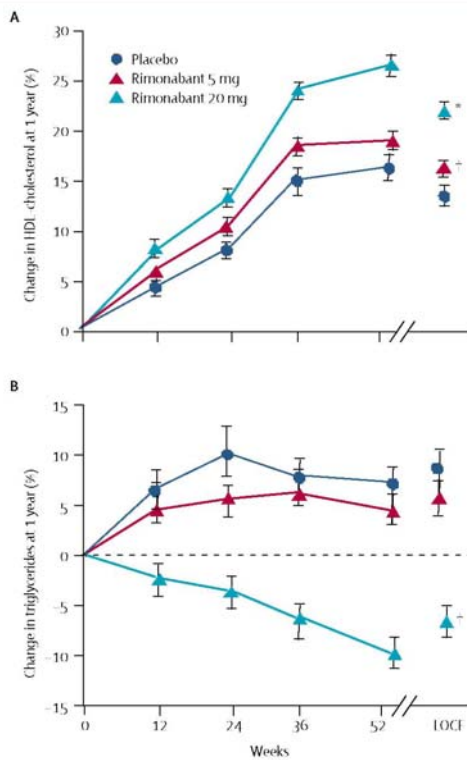 A
30
25
20
15
10
5
0
Change in HDL cholesterol at 1 year (%)
Placebo
Rimonabant 5 mg
Rimonabant 20 mg
*
†
B
15
10
5
0
−5
−10
−15
Change in triglycerides at 1 year (%)
0 12 24 36 52 LOCF
Weeks